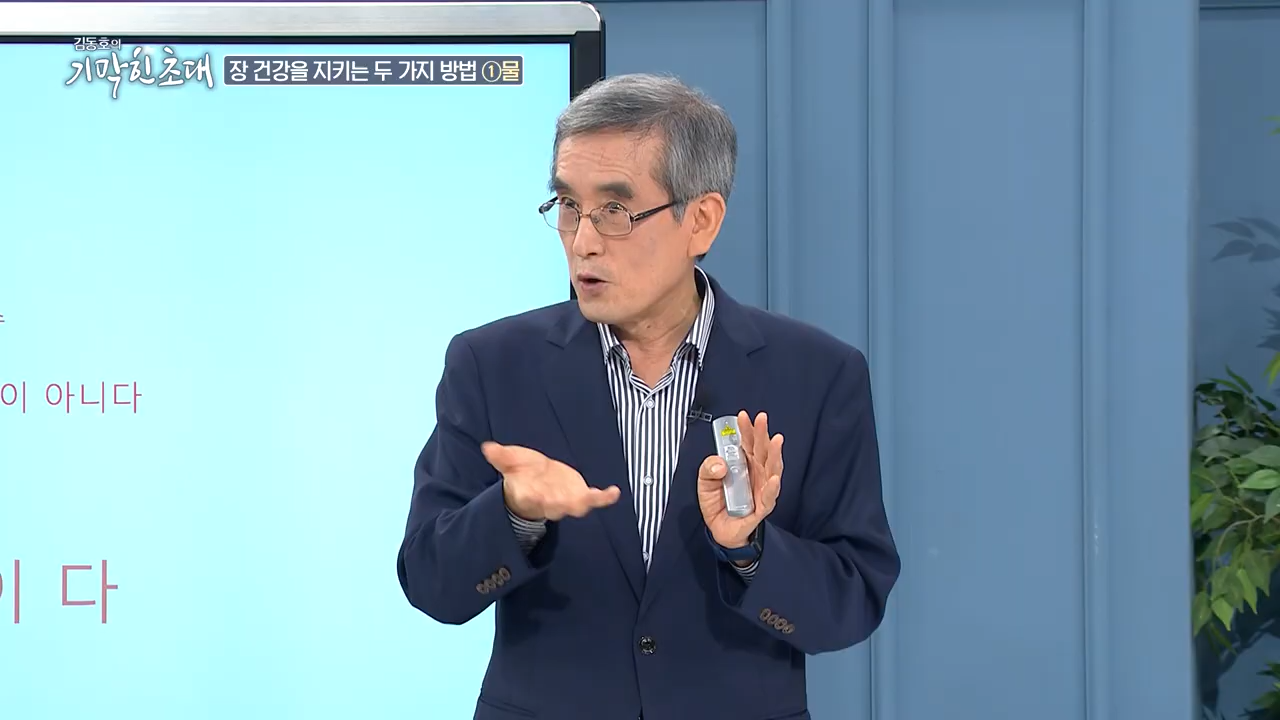 김동호의
기막힌 초대
장 건강을 지키는 두 가지 방법 ①물
이 아니다
이 다